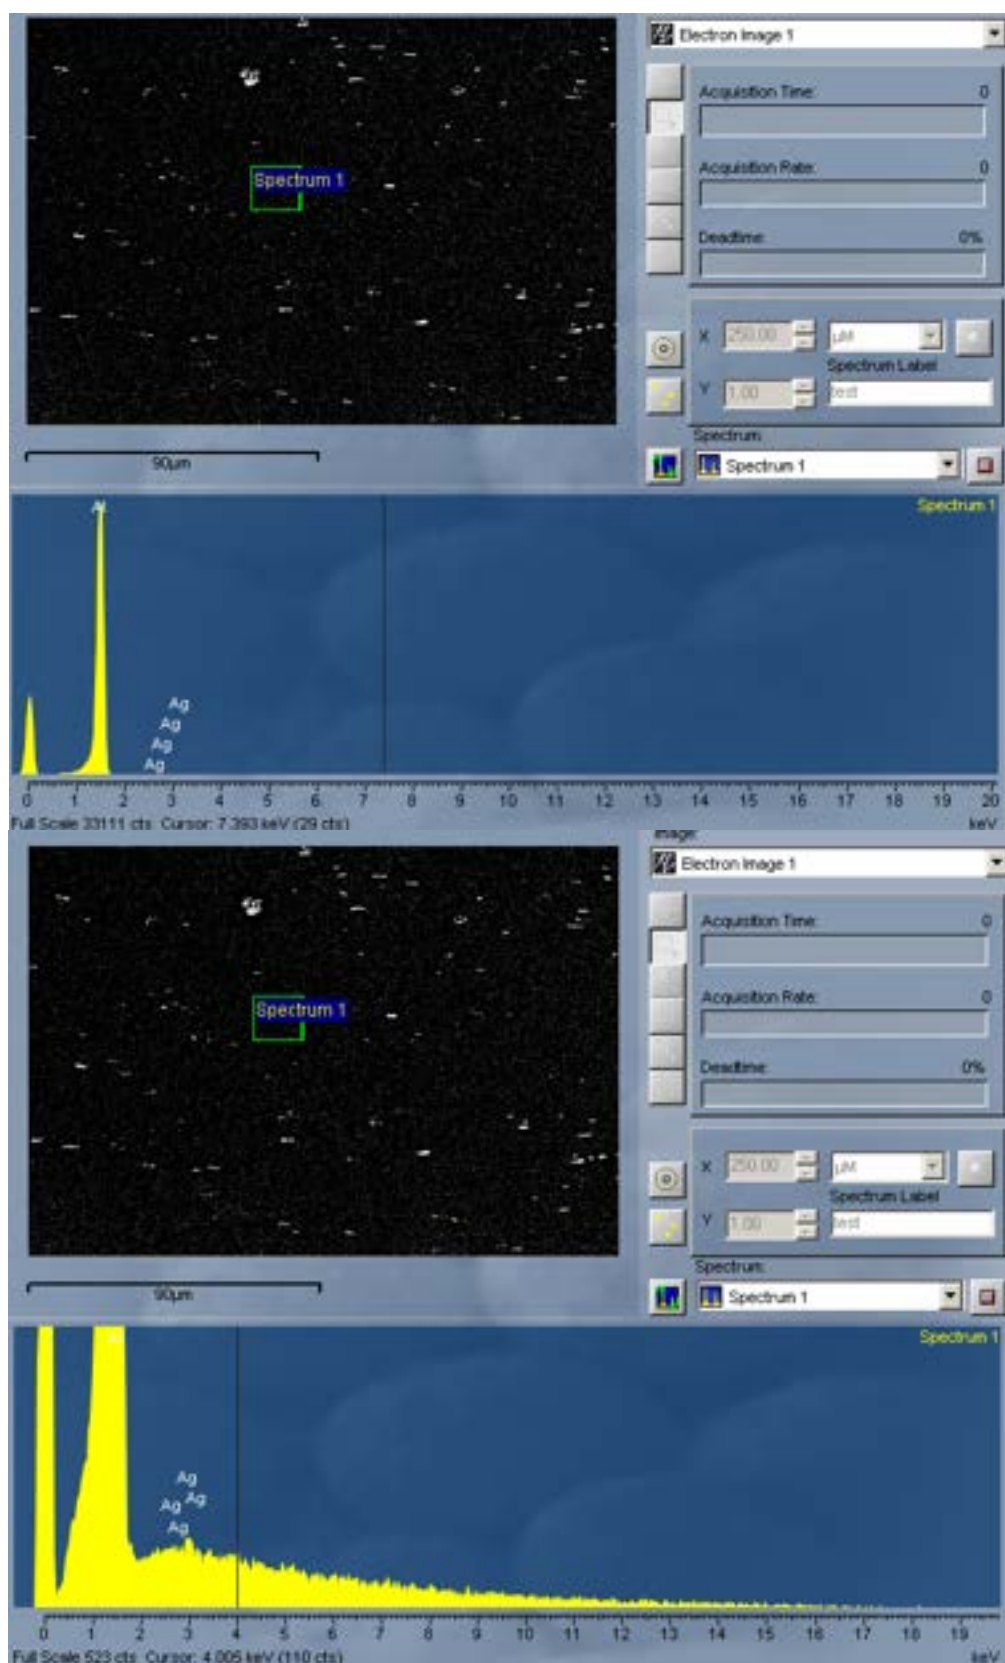 Electron Image 1
Acquisition Time: 0
Acquisition Rate: 0
Deadtime: 0%
Spectrum 1
X 250.00 µM
Spectrum Label
Y 1.00 test
Spectrum:
90µm
Spectrum 1
Spectrum 1
Al
Ag
Ag
Ag
Ag
0 1 2 3 4 5 6 7 8 9 10 11 12 13 14 15 16 17 18 19 20
Full Scale 33111 cts Cursor: 7.393 keV (29 cts) keV
Image:
Electron Image 1
Acquisition Time: 0
Acquisition Rate: 0
Deadtime: 0%
Spectrum 1
X 250.00 µM
Spectrum Label
Y 1.00 test
Spectrum:
90µm
Spectrum 1
Spectrum 1
Ag
Ag
Ag
Ag
0 1 2 3 4 5 6 7 8 9 10 11 12 13 14 15 16 17 18 19
Full Scale 523 cts Cursor: 4.005 keV (110 cts) keV